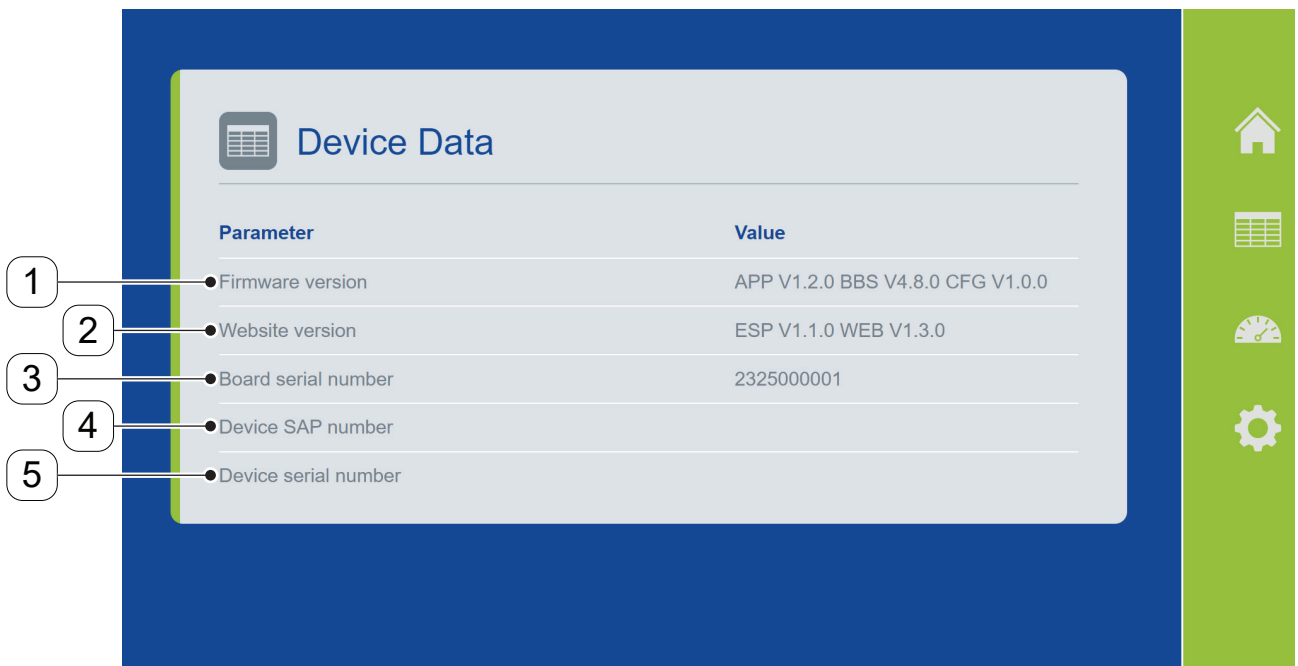 Device Data
Parameter Value
1 Firmware version APP V1.2.0 BBS V4.8.0 CFG V1.0.0
2 Website version ESP V1.1.0 WEB V1.3.0
3 Board serial number 2325000001
4 Device SAP number
5 Device serial number